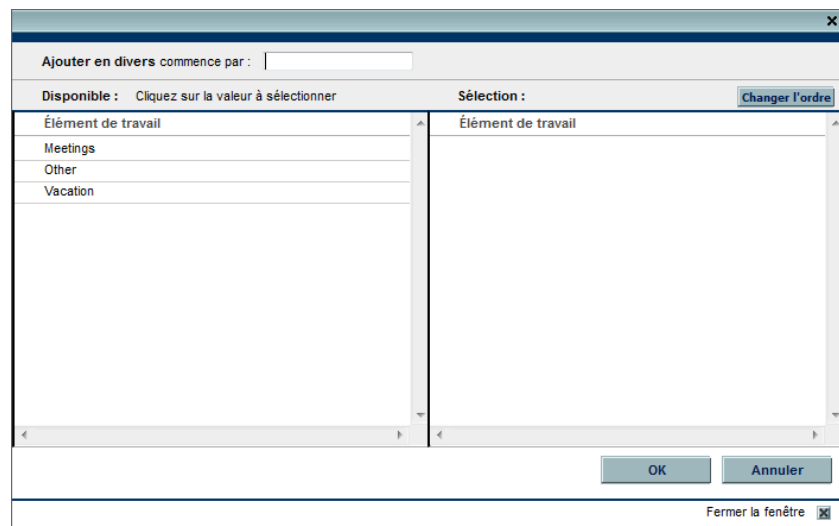 Ajouter en divers commence par :
Disponible : Cliquez sur la valeur à sélectionner Sélection : Changer l'ordre
Élément de travail Élément de travail
Meetings
Other
Vacation
OK Annuler
Fermer la fenêtre